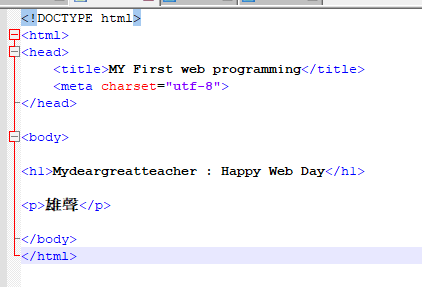 <!DOCTYPE html>
<html>
<head>
<title>MY First web programming</title>
<meta charset="utf-8">
</head>
<body>
<h1>Mydeargreatteacher : Happy Web Day</h1>
<p>雄聲</p>
</body>
</html>